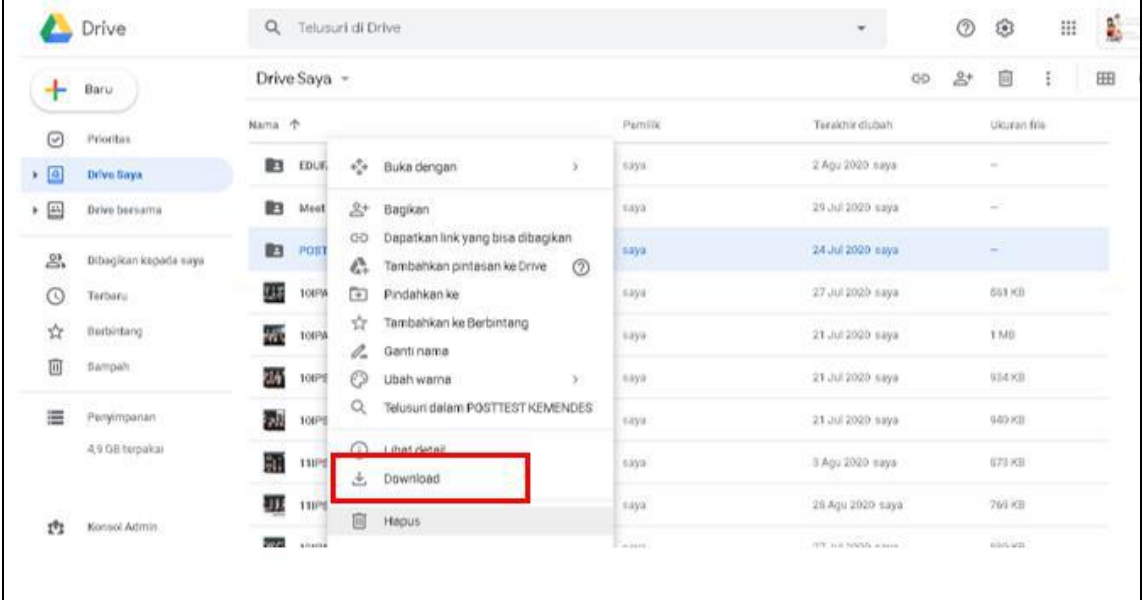 Drive
Telusuri di Drive
Baru
Drive Saya
Nama
Pemilik
Terakhir diubah
Ukuran file
Prioritas
Drive Saya
Drive bersama
Dibagikan kepada saya
Terbaru
Berbintang
Sampah
Penyimpanan
4,9 GB terpakai
Konsol Admin
Buka dengan
Bagikan
Dapatkan link yang bisa dibagikan
Tambahkan pintasan ke Drive
Pindahkan ke
Tambahkan ke Berbintang
Ganti nama
Ubah warna
Telusuri dalam POSTTEST KEMENDES
Lihat detail
Download
Hapus
saya 2 Agu 2020 saya –
Meet saya 29 Jul 2020 saya –
POST saya 24 Jul 2020 saya –
saya 27 Jul 2020 saya
saya 21 Jul 2020 saya 1 MB
saya 21 Jul 2020 saya
saya 21 Jul 2020 saya 940 KB
saya 3 Agu 2020 saya
saya 28 Agu 2020 saya